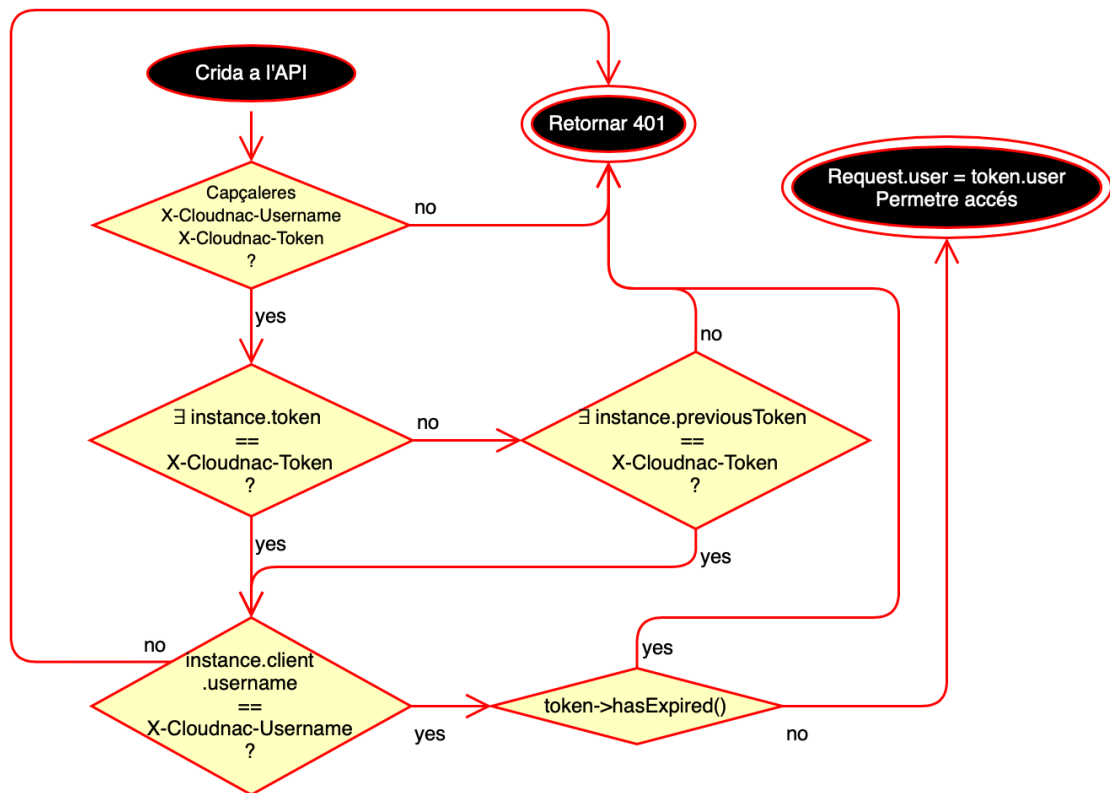 Crida a l'API
Retornar 401
Request.user = token.user
Permetre accés
Capçaleres
X-Cloudnac-Username
X-Cloudnac-Token
?
no
yes
∃ instance.token
==
X-Cloudnac-Token
?
no
∃ instance.previousToken
==
X-Cloudnac-Token
?
no
yes
yes
no
instance.client
.username
==
X-Cloudnac-Username
?
yes
token->hasExpired()
yes
no